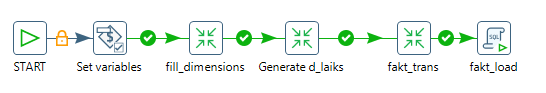 START
Set variables
fill_dimensions
Generate d_laiks
fakt_trans
fakt_load
SQL